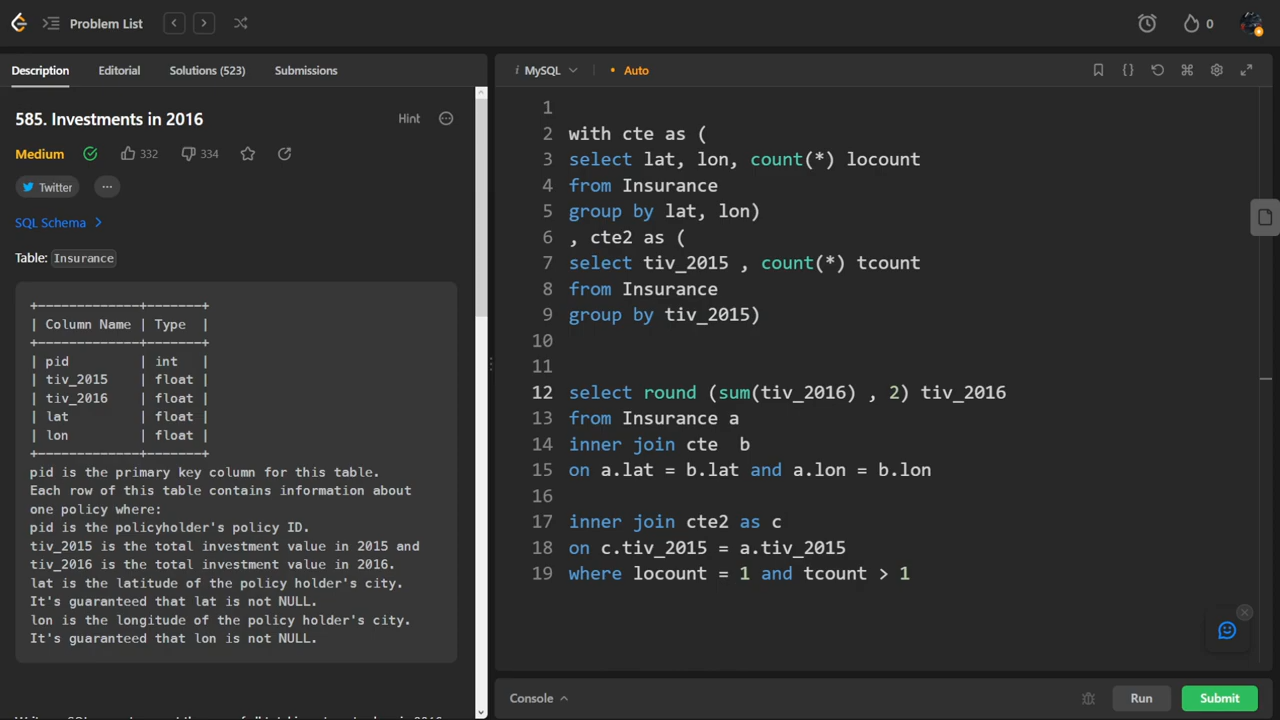 Problem List
0
Description
Editorial
Solutions (523)
Submissions
585. Investments in 2016
Hint
Medium
332
334
Twitter
SQL Schema
Table: Insurance
+-------------+-------+
| Column Name | Type  |
+-------------+-------+
| pid         | int   |
| tiv_2015    | float |
| tiv_2016    | float |
| lat         | float |
| lon         | float |
+-------------+-------+
pid is the primary key column for this table.
Each row of this table contains information about
one policy where:
pid is the policyholder's policy ID.
tiv_2015 is the total investment value in 2015 and
tiv_2016 is the total investment value in 2016.
lat is the latitude of the policy holder's city.
It's guaranteed that lat is not NULL.
lon is the longitude of the policy holder's city.
It's guaranteed that lon is not NULL.
i MySQL
• Auto
1
2 with cte as (
3 select lat, lon, count(*) locount
4 from Insurance
5 group by lat, lon)
6 , cte2 as (
7 select tiv_2015 , count(*) tcount
8 from Insurance
9 group by tiv_2015)
10
11
12 select round (sum(tiv_2016) , 2) tiv_2016
13 from Insurance a
14 inner join cte  b
15 on a.lat = b.lat and a.lon = b.lon
16
17 inner join cte2 as c
18 on c.tiv_2015 = a.tiv_2015
19 where locount = 1 and tcount > 1
Console
Run
Submit